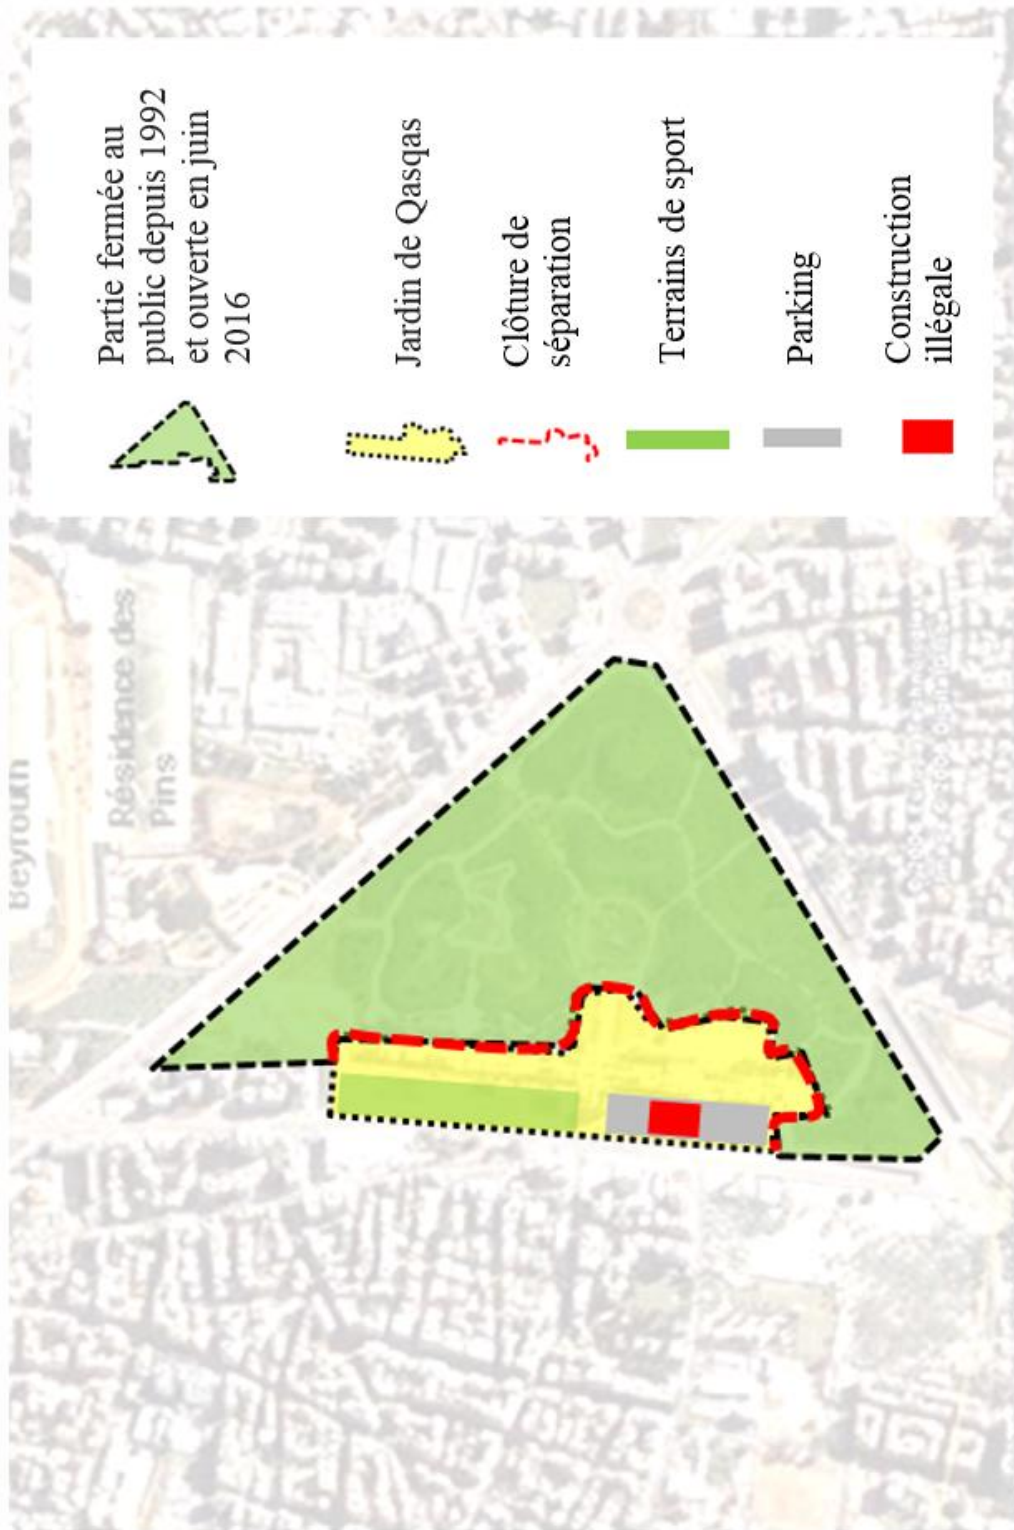 Partie fermée au
public depuis 1992
et ouverte en juin
2016
Jardin de Qasqas
Clôture de
séparation
Terrains de sport
Parking
Construction
illégale
Résidence des
Pins